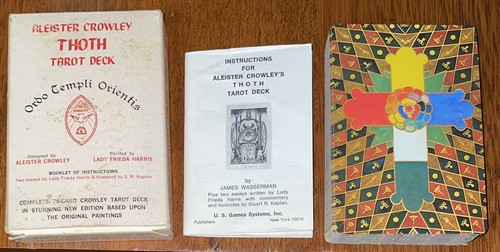 ALEISTER CROWLEY
THOTH
TAROT DECK
Ordo Templi Orientis
Designed by
ALEISTER CROWLEY
Painted by
LADY FRIEDA HARRIS
BOOKLET OF INSTRUCTIONS
Two essays by Lady Frieda Harris & foreword by S. R. Kaplan
COMPLETE 78-CARD CROWLEY TAROT DECK
IN STUNNING NEW EDITION BASED UPON
THE ORIGINAL PAINTINGS
INSTRUCTIONS
FOR
ALEISTER CROWLEY'S
THOTH
TAROT DECK
by
JAMES WASSERMAN
Plus two essays written by Lady
Frieda Harris and with commentary
and footnotes by Stuart R. Kaplan.
U. S. Games Systems, Inc.
Publishers
New York 10016